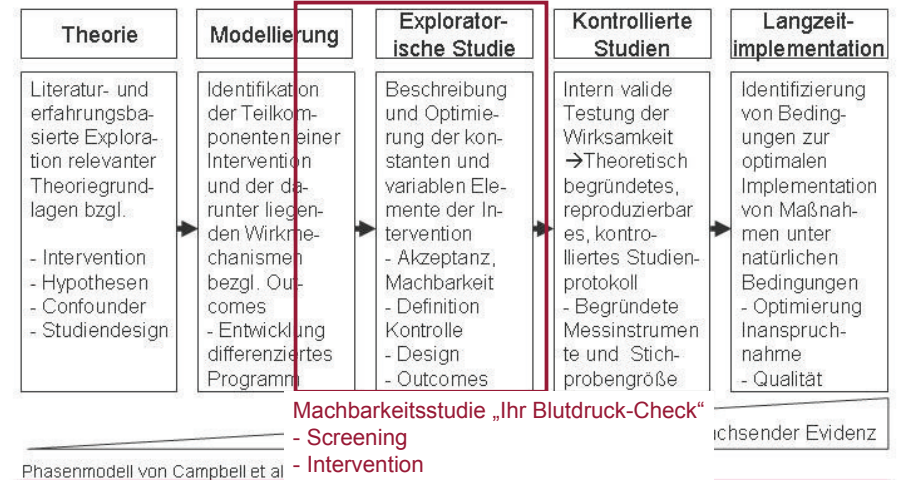 Theorie
Literatur- und
erfahrungsba-
sierte Explora-
tion relevanter
Theoriegrund-
lagen bzgl.
- Intervention
- Hypothesen
- Confounder
- Studiendesign
Modellierung
Identifikation
der Teilkom-
ponenten einer
Intervention
und der da-
runter liegen-
den Wirkme-
chanismen
bezgl. Out-
comes
- Entwicklung
differenziertes
Programm
Explorator-
ische Studie
Beschreibung
und Optimie-
rung der kon-
stanten und
variablen Ele-
mente der In-
tervention
- Akzeptanz,
Machbarkeit
- Definition
Kontrolle
- Design
- Outcomes
Kontrollierte
Studien
Intern valide
Testung der
Wirksamkeit
→Theoretisch
begründetes,
reproduzierbar
es, kontro-
lliertes Studien-
protokoll
- Begründete
Messinstrumen
te und Stich-
probengröße
Langzeit-
implementation
Identifizierung
von Beding-
ungen zur
optimalen
Implementation
von Maßnah-
men unter
natürlichen
Bedingungen
- Optimierung
Inanspruch-
nahme
- Qualität
Machbarkeitsstudie „Ihr Blutdruck-Check“
- Screening
- Intervention
Evidenz
Phasenmodell von Campbell et al